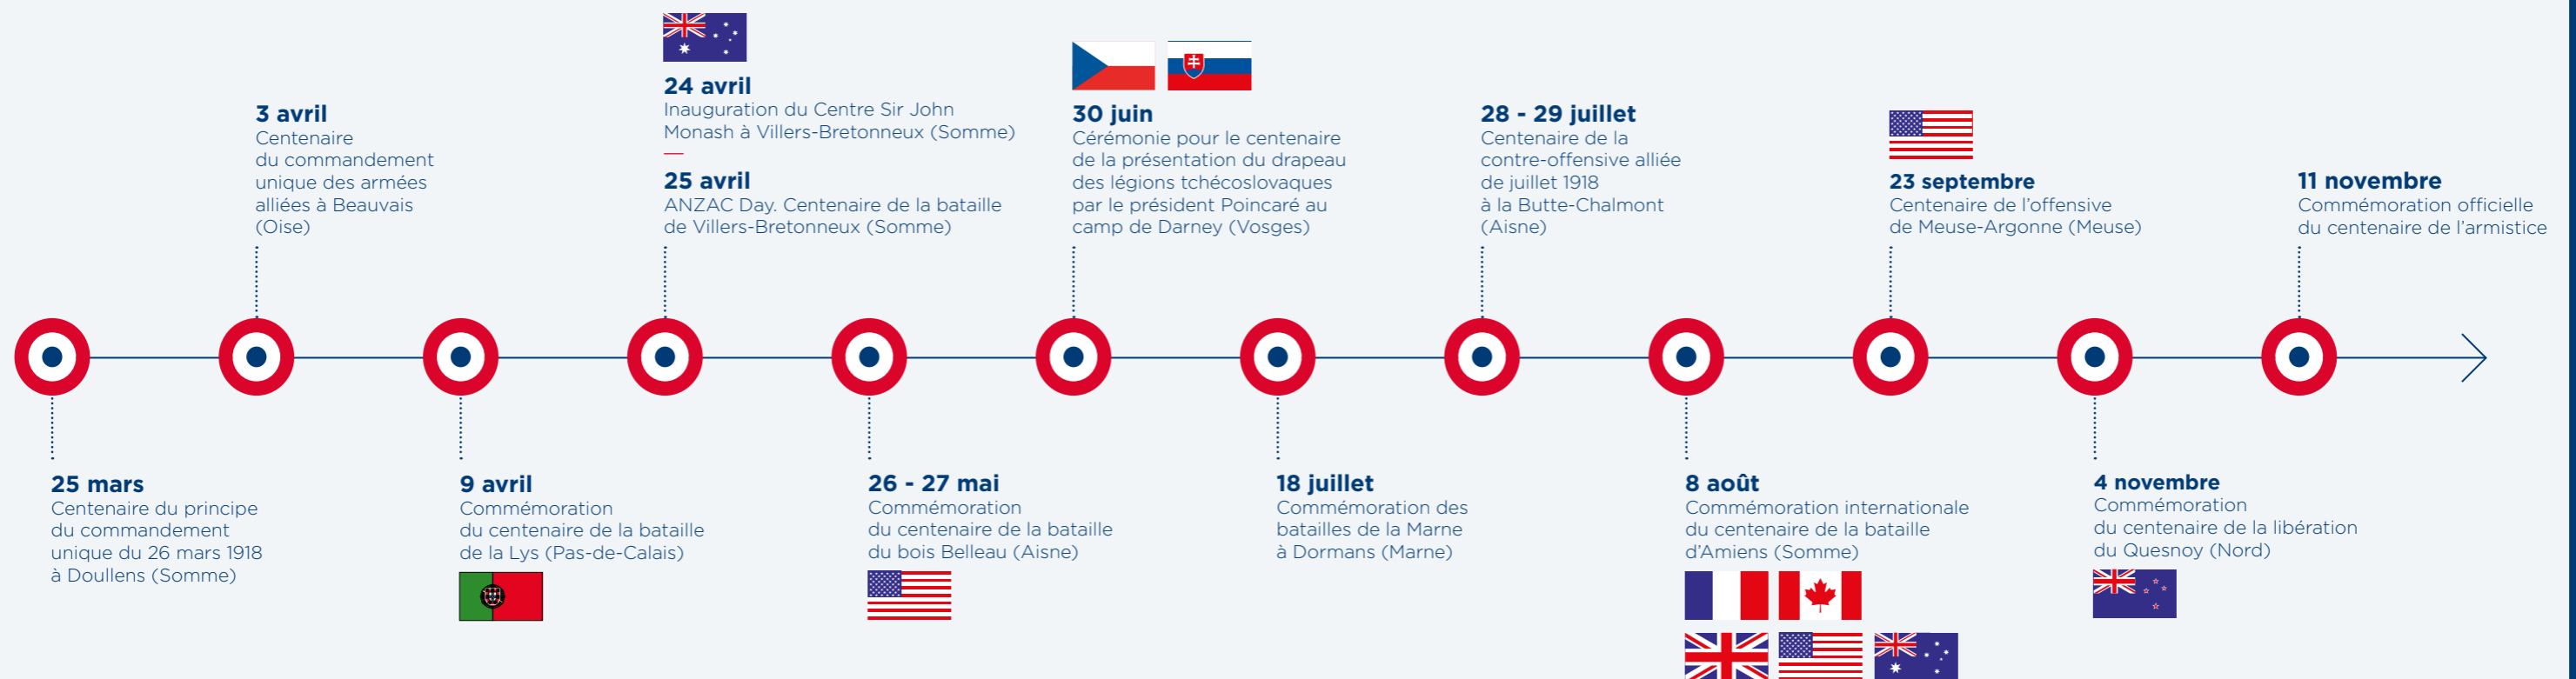 25 mars
Centenaire du principe
du commandement
unique du 26 mars 1918
à Doullens (Somme)
3 avril
Centenaire
du commandement
unique des armées
alliées à Beauvais
(Oise)
9 avril
Commémoration
du centenaire de la bataille
de la Lys (Pas-de-Calais)
24 avril
Inauguration du Centre Sir John
Monash à Villers-Bretonneux (Somme)
25 avril
ANZAC Day. Centenaire de la bataille
de Villers-Bretonneux (Somme)
26 - 27 mai
Commémoration
du centenaire de la bataille
du bois Belleau (Aisne)
30 juin
Cérémonie pour le centenaire
de la présentation du drapeau
des légions tchécoslovaques
par le président Poincaré au
camp de Darney (Vosges)
18 juillet
Commémoration des
batailles de la Marne
à Dormans (Marne)
28 - 29 juillet
Centenaire de la
contre-offensive alliée
de juillet 1918
à la Butte-Chalmont
(Aisne)
8 août
Commémoration internationale
du centenaire de la bataille
d’Amiens (Somme)
23 septembre
Centenaire de l’offensive
de Meuse-Argonne (Meuse)
4 novembre
Commémoration
du centenaire de la libération
du Quesnoy (Nord)
11 novembre
Commémoration officielle
du centenaire de l’armistice